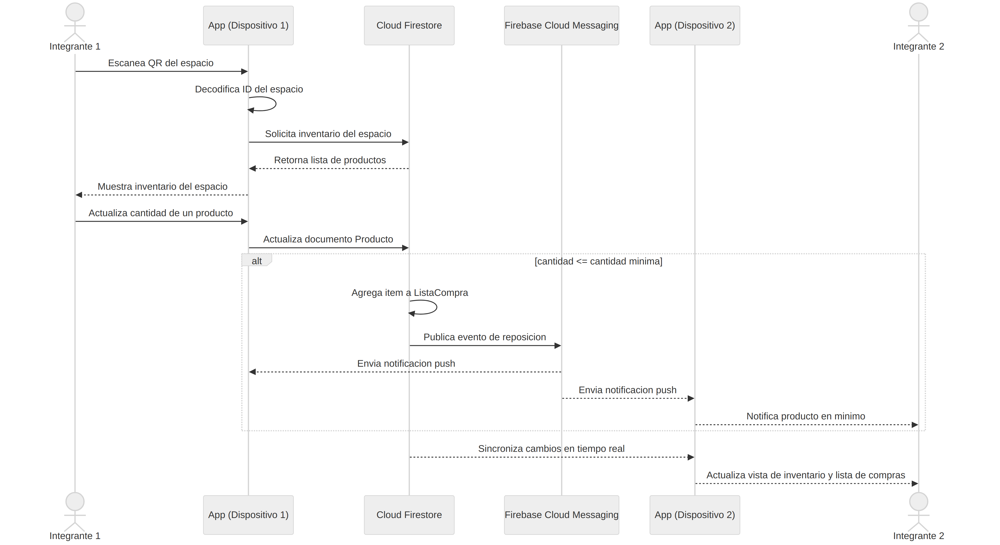 App (Dispositivo 1)
Cloud Firestore
Firebase Cloud Messaging
App (Dispositivo 2)
Integrante 1
Integrante 2
Escanea QR del espacio
Decodifica ID del espacio
Solicita inventario del espacio
Retorna lista de productos
Muestra inventario del espacio
Actualiza cantidad de un producto
Actualiza documento Producto
alt
[cantidad <= cantidad minima]
Agrega item a ListaCompra
Publica evento de reposicion
Envia notificacion push
Envia notificacion push
Notifica producto en minimo
Sincroniza cambios en tiempo real
Actualiza vista de inventario y lista de compras
App (Dispositivo 1)
Cloud Firestore
Firebase Cloud Messaging
App (Dispositivo 2)
Integrante 1
Integrante 2